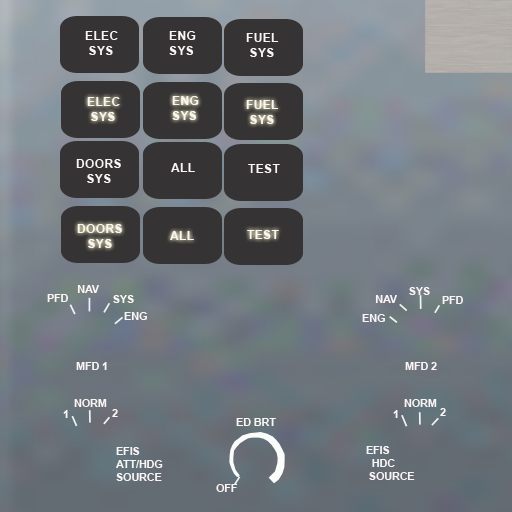 ELEC
SYS
ENG
SYS
FUEL
SYS
ELEC
SYS
ENG
SYS
FUEL
SYS
DOORS
SYS
ALL
TEST
DOORS
SYS
ALL
TEST
PFD
NAV
SYS
ENG
MFD 1
ENG
NAV
SYS
PFD
MFD 2
1
NORM
2
EFIS
ATT/HDG
SOURCE
ED BRT
OFF
1
NORM
2
EFIS
HDC
SOURCE